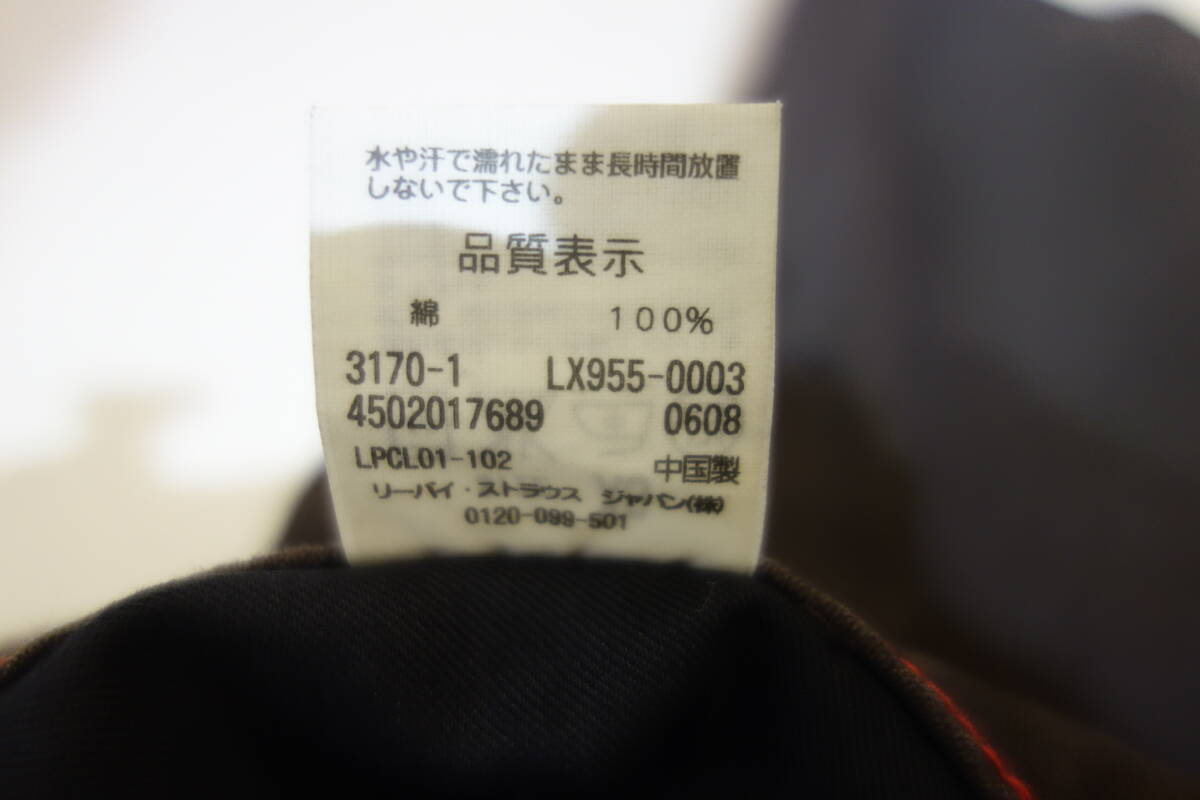 水や汗で濡れたまま長時間放置
しないで下さい。
品質表示
綿 100%
3170-1 LX955-0003
4502017689 0608
LPCL01-102 中国製
リーバイ・ストラウス ジャパン(株)
0120-099-501